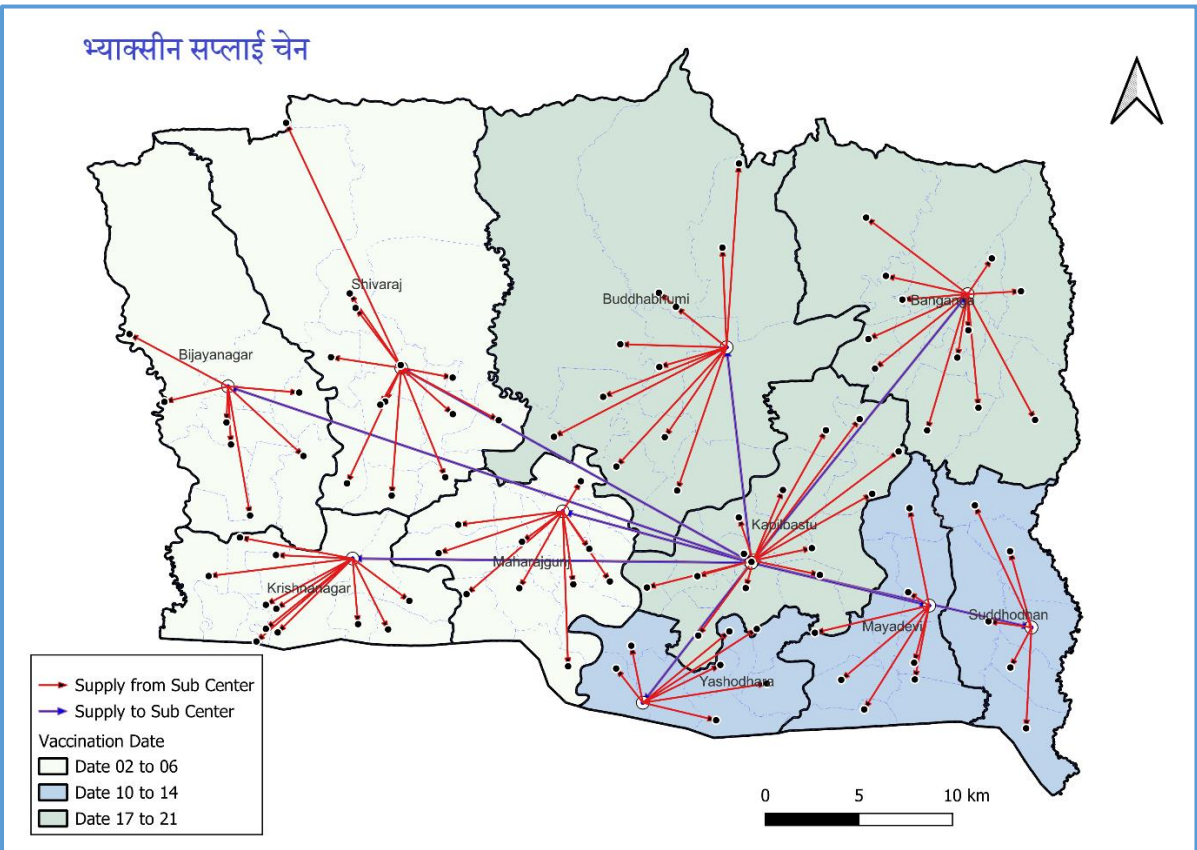 भ्याक्सीन सप्लाई चेन
Shivaraj
Buddhabhumi
Banganga
Bijayanagar
Kapilbastu
Maharajgunj
Krishnanagar
Suddhodhan
Mayadevi
Yashodhara
Supply from Sub Center
Supply to Sub Center
Vaccination Date
Date 02 to 06
Date 10 to 14
Date 17 to 21
0 5 10 km